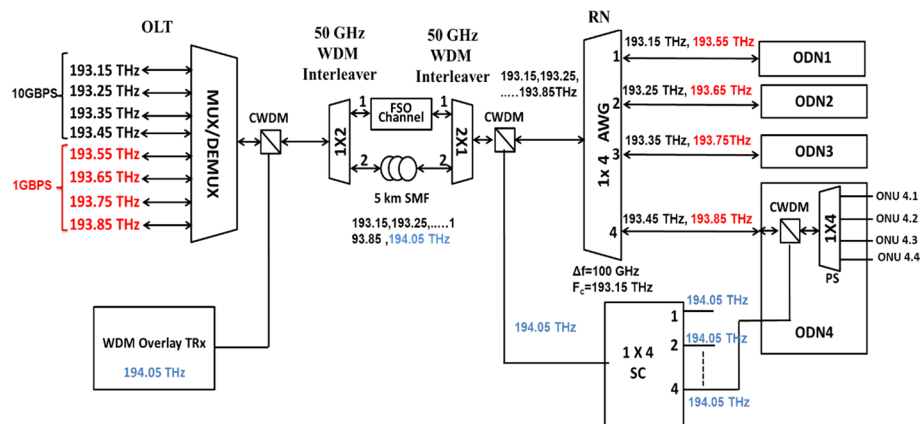 OLT
10GBPS
193.15 THz
193.25 THz
193.35 THz
193.45 THz
1GBPS
193.55 THz
193.65 THz
193.75 THz
193.85 THz
MUX/DEMUX
CWDM
WDM Overlay TRx
194.05 THz
50 GHz
WDM
Interleaver
1X2
1
2
FSO
Channel
5 km SMF
193.15,193.25,.....1
93.85 ,194.05 THz
50 GHz
WDM
Interleaver
1
2
2X1
CWDM
193.15,193.25,
.....193.85THz
RN
1x 4 AWG
1
2
3
4
Δf=100 GHz
Fc=193.15 THz
193.15 THz, 193.55 THz
ODN1
193.25 THz, 193.65 THz
ODN2
193.35 THz, 193.75THz
ODN3
193.45 THz, 193.85 THz
CWDM
1X4
PS
ONU 4.1
ONU 4.2
ONU 4.3
ONU 4.4
ODN4
194.05 THz
1 X 4
SC
1
2
4
194.05 THz
194.05 THz
194.05 THz